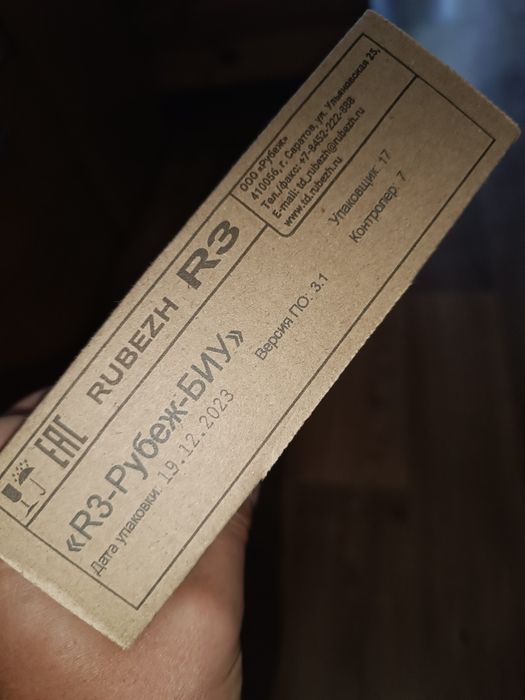 EAC RUBEZH R3
ООО «Рубеж»
410056, г. Саратов, ул. Ульяновская 25,
Тел./факс: +7-8452-222-888
E-mail: td_rubezh@rubezh.ru
www.td.rubezh.ru
«R3-Рубеж-БИУ»
Дата упаковки: 19.12.2023
Версия ПО: 3.1
Упаковщик: 17
Контролер: 7